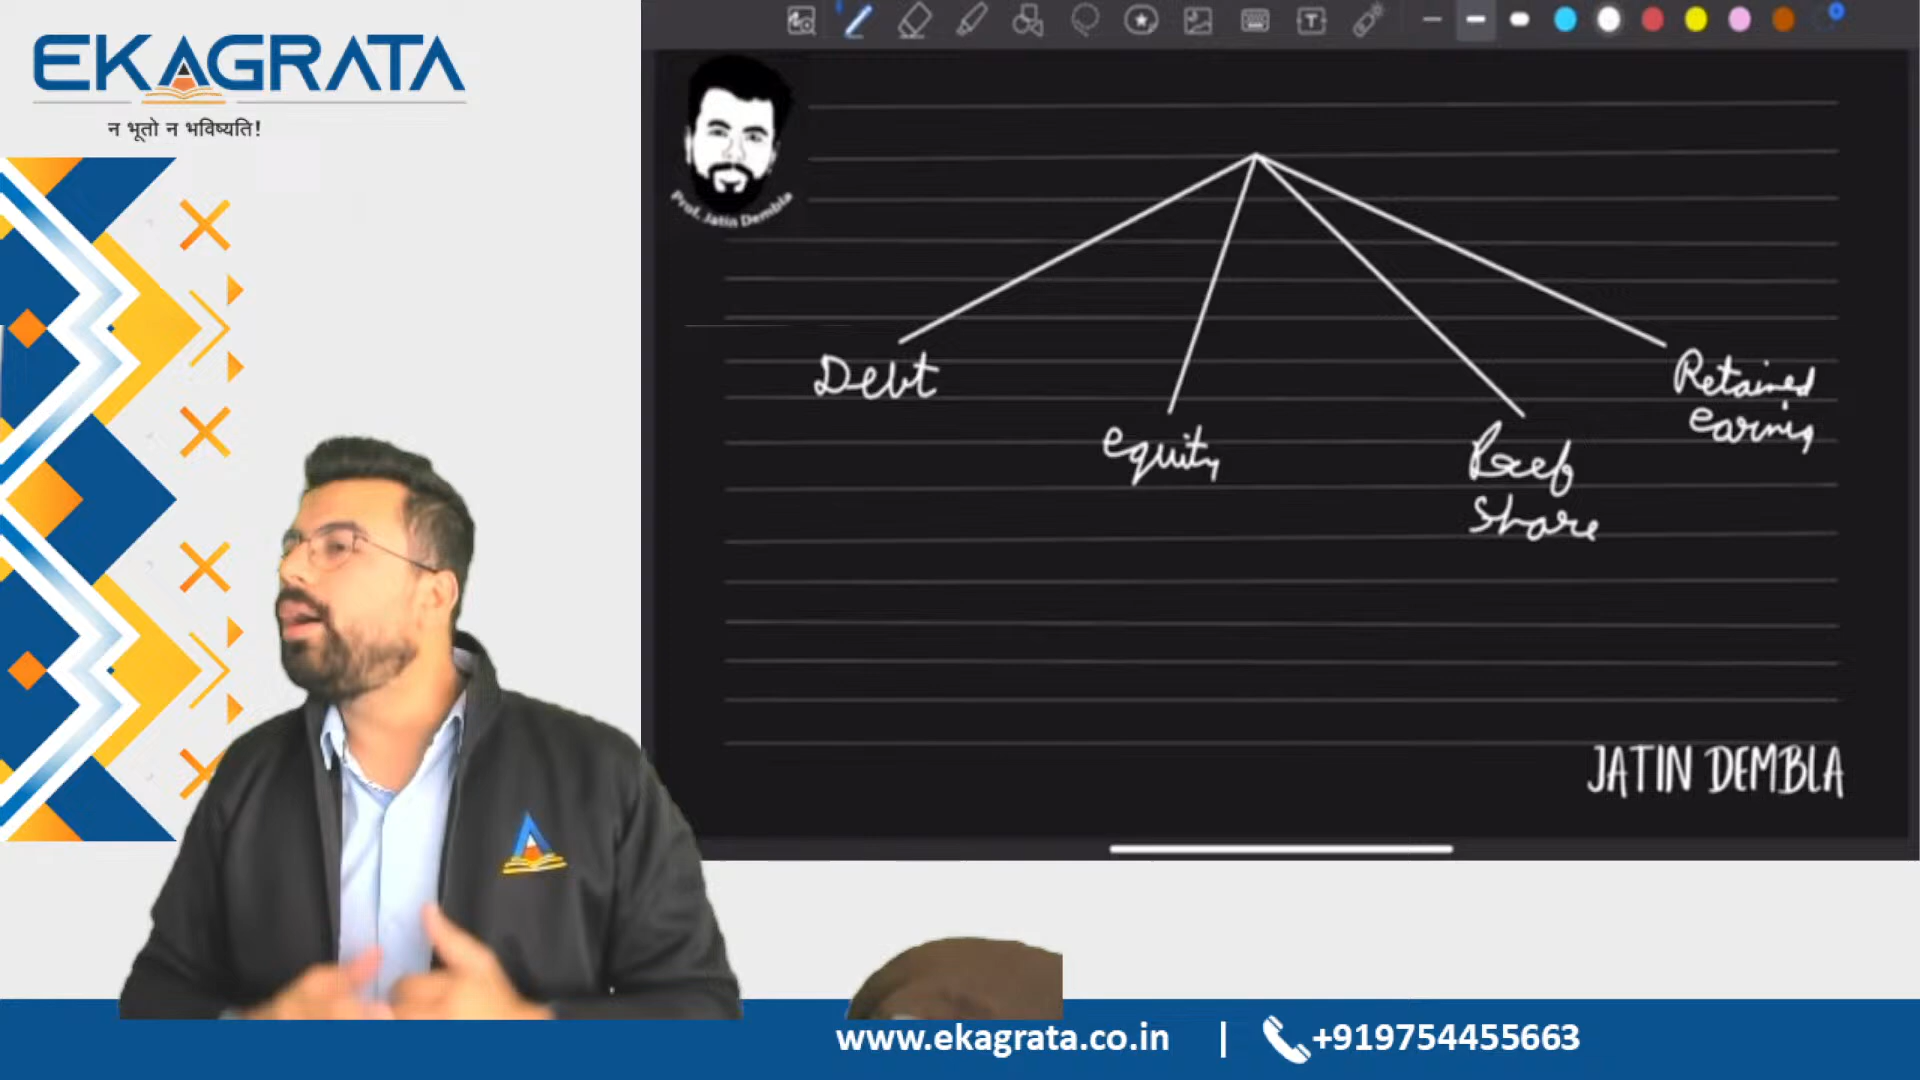 EKAGRATA
न भूतो न भविष्यति!
Prof. Jatin Dembla
Debt
equity
Pref
Share
Retained
earning
JATIN DEMBLA
www.ekagrata.co.in | +919754455663